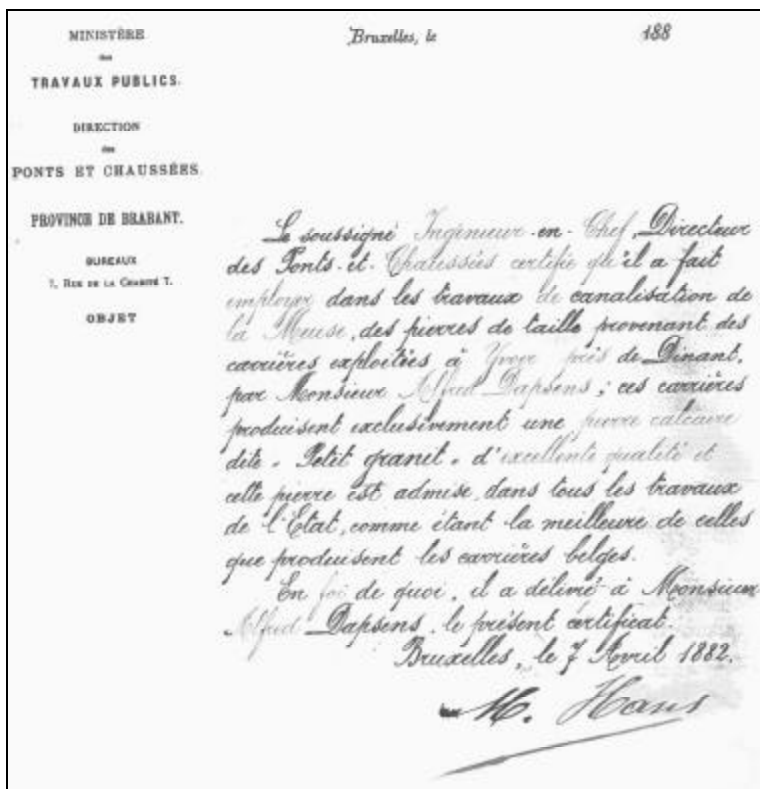 MINISTÈRE
des
TRAVAUX PUBLICS.
DIRECTION
des
PONTS ET CHAUSSÉES.
PROVINCE DE BRABANT.
BUREAUX
7, RUE DE LA CHARITÉ 7.
OBJET
Bruxelles, le 188
Le soussigné Ingénieur-en-Chef, Directeur
des Ponts-et-Chaussées certifie qu'il a fait
employer dans les travaux de canalisation de
la Meuse, des pierres de taille provenant des
carrières exploitées à Yvoir près de Dinant,
par Monsieur Alfred Dapsens ; ces carrières
produisent exclusivement une pierre calcaire
dite "Petit granit" d'excellente qualité et
cette pierre est admise dans tous les travaux
de l'Etat, comme étant la meilleure de celles
que produisent les carrières belges.
En foi de quoi, il a délivré à Monsieur
Alfred Dapsens le présent certificat.
Bruxelles, le 7 Avril 1882.
M. Hans